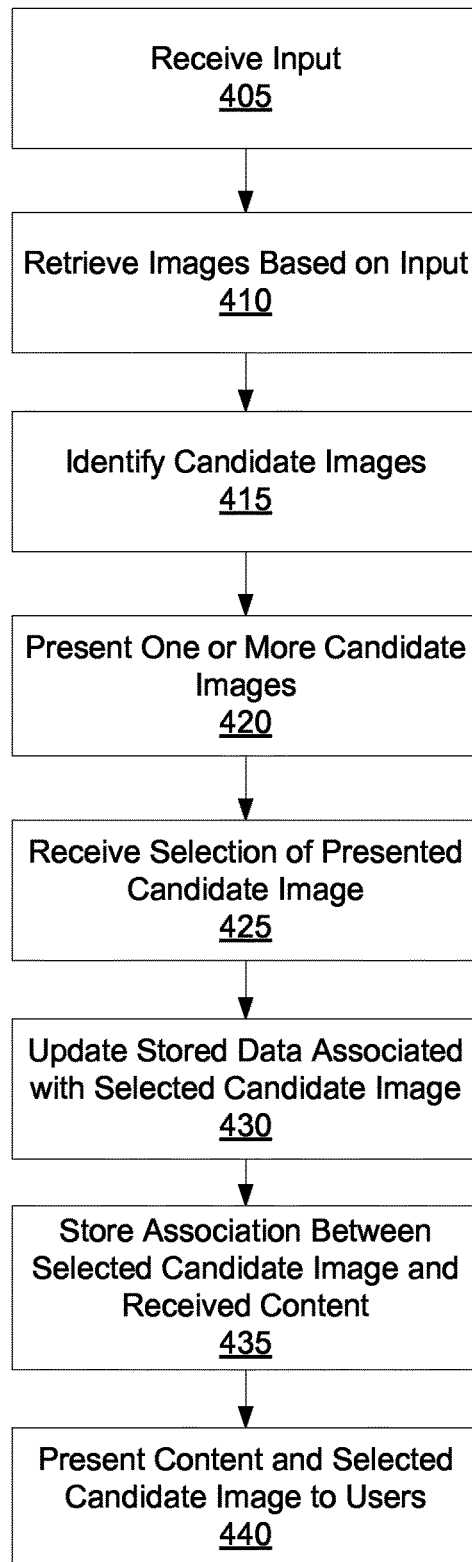 Receive Input
405
Retrieve Images Based on Input
410
Identify Candidate Images
415
Present One or More Candidate
Images
420
Receive Selection of Presented
Candidate Image
425
Update Stored Data Associated
with Selected Candidate Image
430
Store Association Between
Selected Candidate Image and
Received Content
435
Present Content and Selected
Candidate Image to Users
440